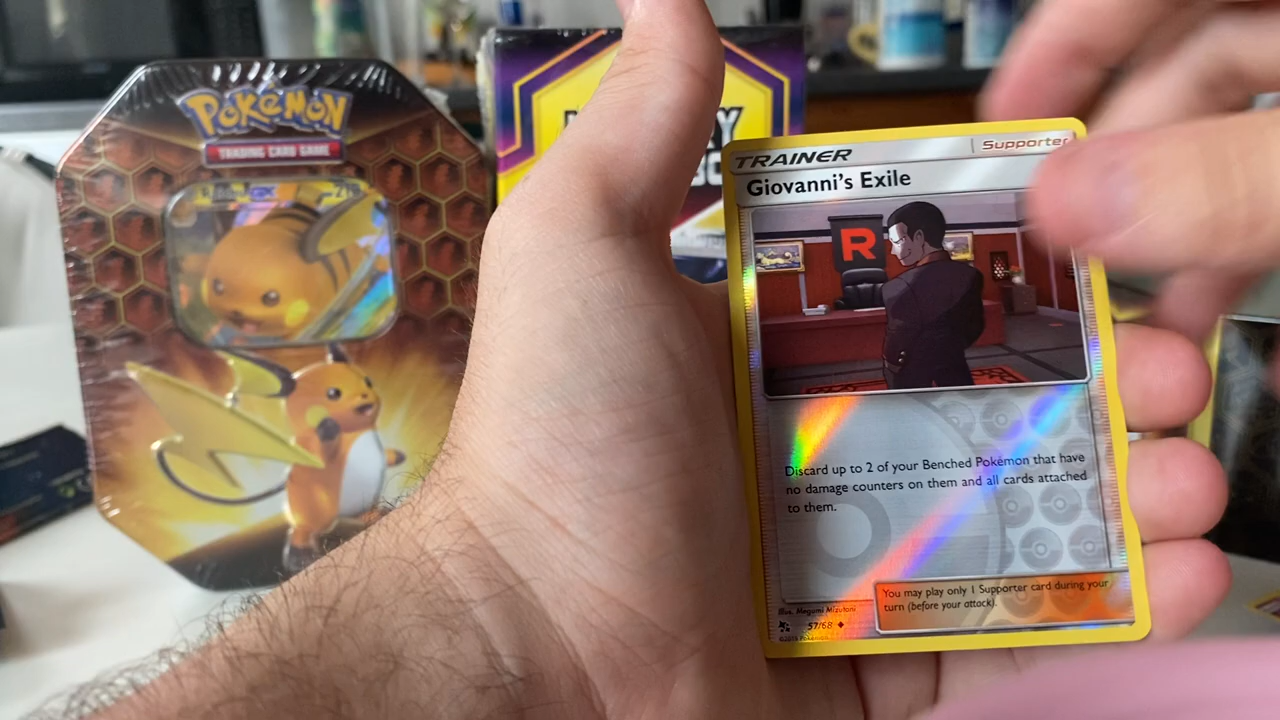 POKéMON
TRADING CARD GAME
TRAINER
Supporter
Giovanni's Exile
R
Discard up to 2 of your Benched Pokémon that have
no damage counters on them and all cards attached
to them.
You may play only 1 Supporter card during your
turn (before your attack).
Illus. Megumi Mizutani
57/68